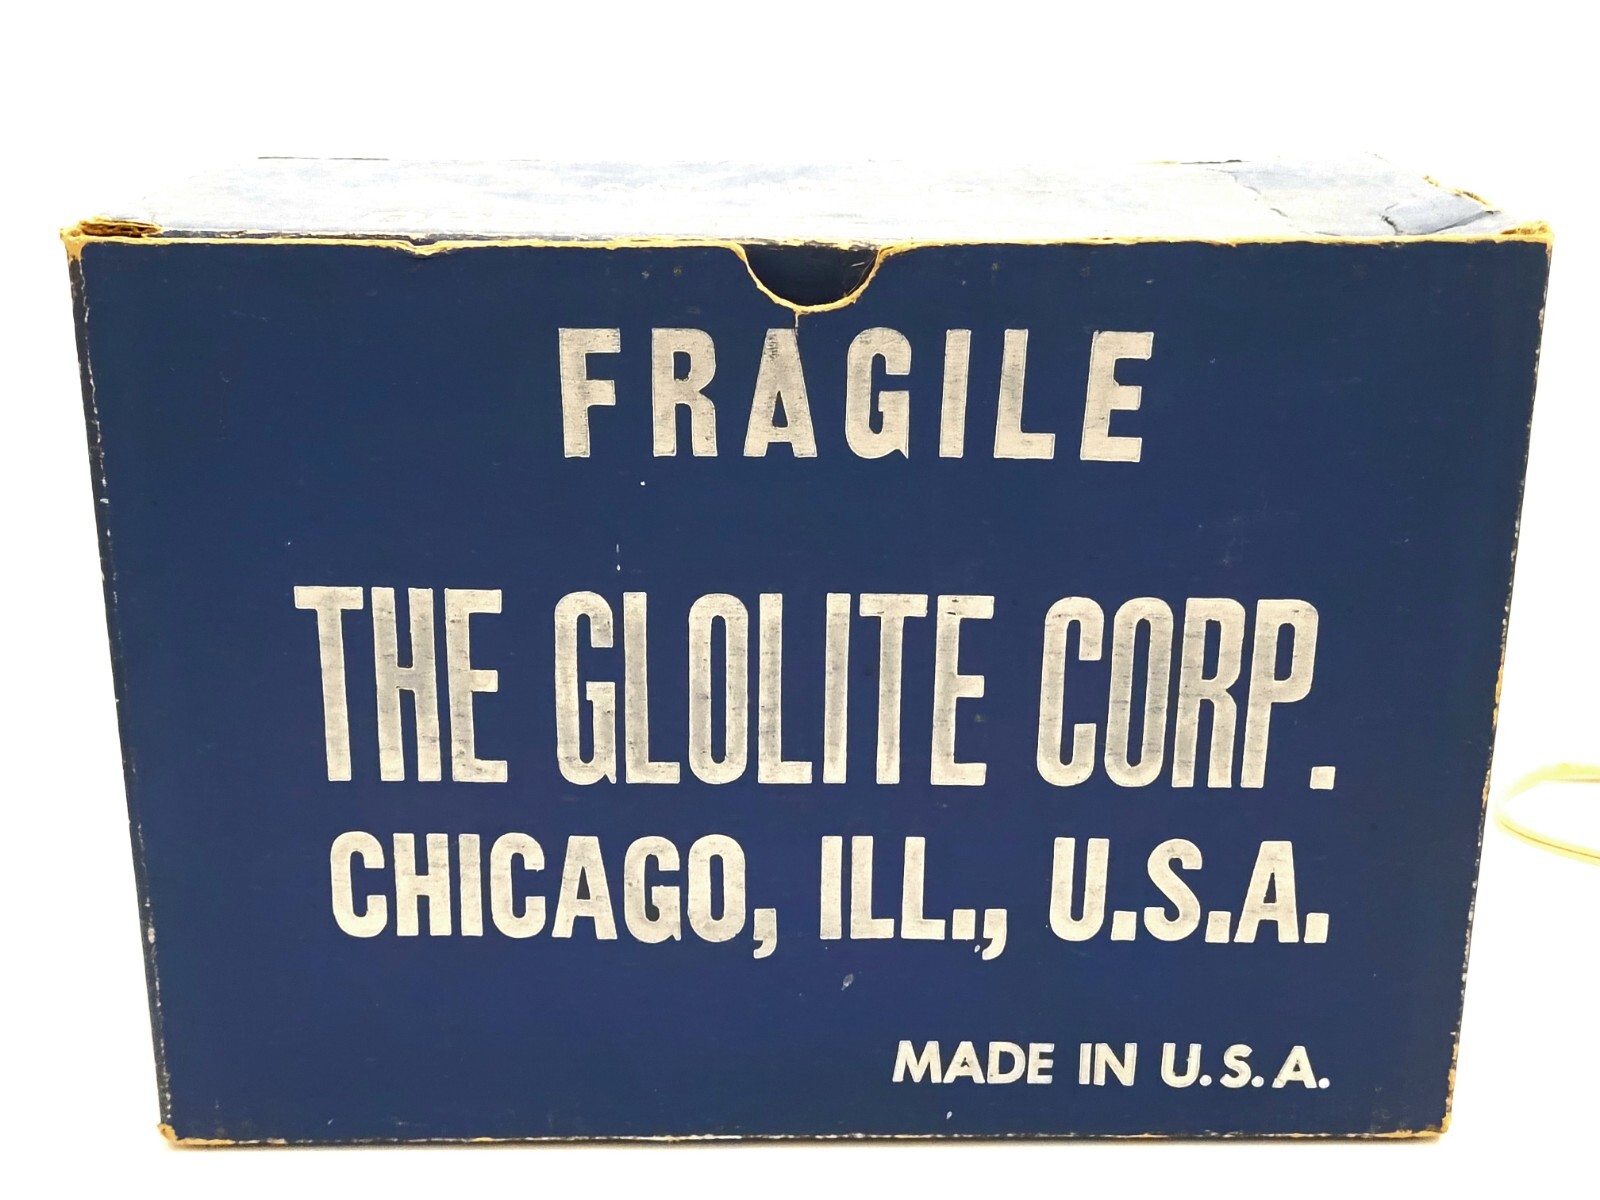 FRAGILE
THE GLOLITE CORP.
CHICAGO, ILL., U.S.A.
MADE IN U.S.A.